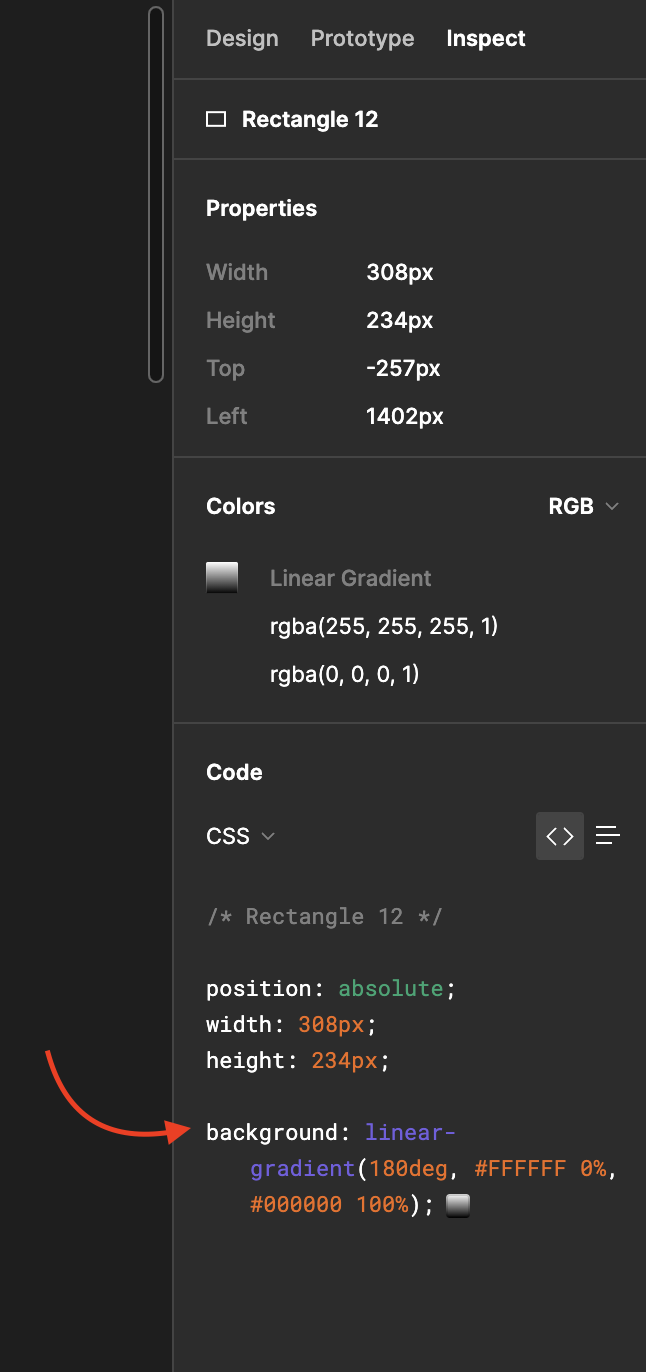 Design Prototype Inspect
Rectangle 12
Properties
Width 308px
Height 234px
Top -257px
Left 1402px
Colors RGB
Linear Gradient
rgba(255, 255, 255, 1)
rgba(0, 0, 0, 1)
Code
CSS
/* Rectangle 12 */
position: absolute;
width: 308px;
height: 234px;
background: linear-
gradient(180deg, #FFFFFF 0%,
#000000 100%);